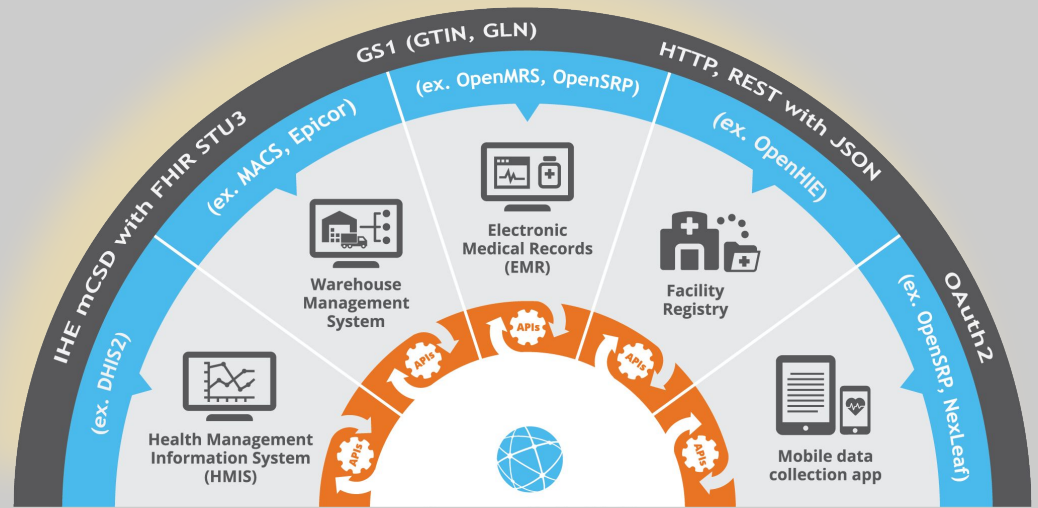 IHE mCSD with FHIR STU3
GS1 (GTIN, GLN)
HTTP, REST with JSON
OAuth2
(ex. DHIS2)
(ex. MACS, Epicor)
(ex. OpenMRS, OpenSRP)
(ex. OpenHIE)
(ex. OpenSRP, NexLeaf)
Health Management
Information System
(HMIS)
Warehouse
Management
System
Electronic
Medical Records
(EMR)
Facility
Registry
Mobile data
collection app
APIs
APIs
APIs
APIs
APIs